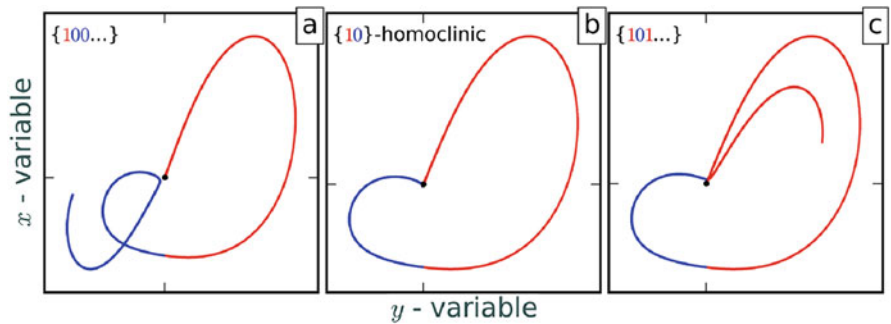 {100...}
a
{10}-homoclinic
b
{101...}
c
x - variable
y - variable